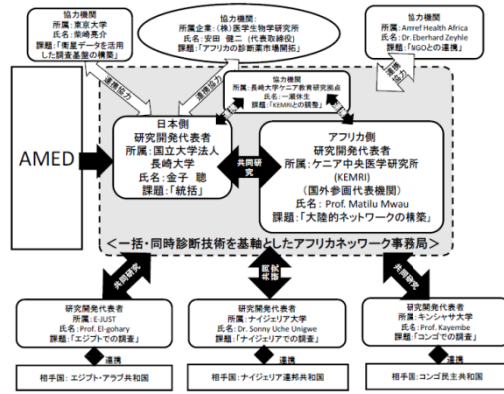 協力機関
所属:東京大学
氏名:柴崎亮介
課題:「衛星データを活用し
た調査基盤の構築」
協力機関
所属企業:(株)医学生物学研究所
氏名:安田 健二 (代表取締役)
課題:「アフリカの診断薬市場開拓」
協力機関
所属:Amref Health Africa
氏名:Dr. Eberhard Zeyhle
課題:「NGOとの連携」
連携協力
連携協力
連携協力
協力機関
所属:長崎大学ケニア教育研究拠点
氏名:一瀬休生
課題:「KEMRIとの調整」
AMED
日本側
研究開発代表者
所属:国立大学法人
長崎大学
氏名:金子 聰
課題:「統括」
共同研
究
アフリカ側
研究開発代表者
所属:ケニア中央医学研究所
(KEMRI)
(国外参画代表機関)
氏名:Prof. Matilu Mwau
課題:「大陸的ネットワークの構築」
<一括・同時診断技術を基軸としたアフリカネットワーク事務局>
共同研究
共同
研究
共同研究
研究開発代表者
所属:E-JUST
氏名:Prof. El-gohary
課題:「エジプトでの調査」
研究開発代表者
所属:ナイジェリア大学
氏名:Dr. Sonny Uche Unigwe
課題:「ナイジェリアでの調査」
研究開発代表者
所属:キンシャサ大学
氏名:Prof. Kayembe
課題:「コンゴでの調査」
連携
連携
連携
相手国:エジプト・アラブ共和国
相手国:ナイジェリア連邦共和国
相手国:コンゴ民主共和国